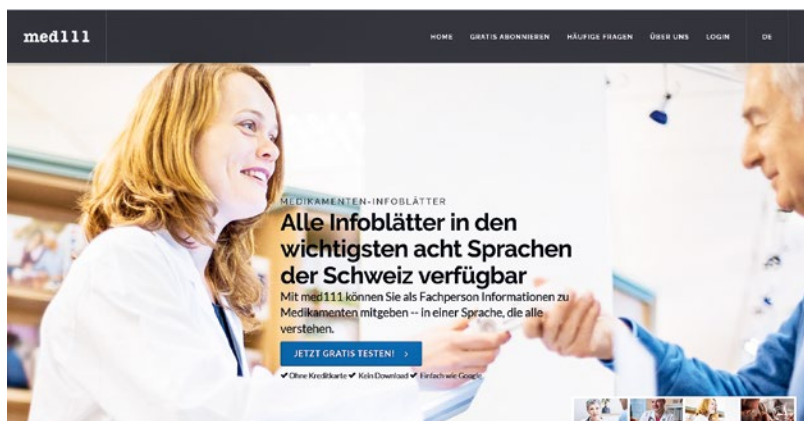 med111
HOME GRATIS ABONNIEREN HÄUFIGE FRAGEN ÜBER UNS LOGIN DE
MEDIKAMENTEN-INFOBLÄTTER
Alle Infoblätter in den
wichtigsten acht Sprachen
der Schweiz verfügbar
Mit med111 können Sie als Fachperson Informationen zu
Medikamenten mitgeben -- in einer Sprache, die alle
verstehen.
JETZT GRATIS TESTEN! >
✔ Ohne Kreditkarte ✔ Kein Download ✔ Einfach wie Google